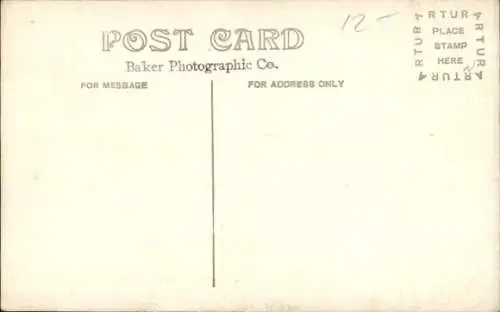 POST CARD
12-
Baker Photographic Co.
FOR MESSAGE
FOR ADDRESS ONLY
ARTURA
PLACE
STAMP
HERE
ARTURA
ARTURA
ARTURA